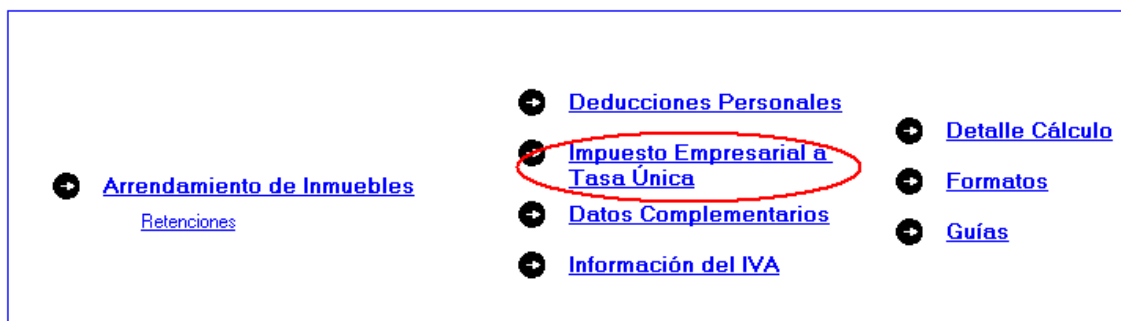 Arrendamiento de Inmuebles
Retenciones
Deducciones Personales
Impuesto Empresarial a
Tasa Única
Datos Complementarios
Información del IVA
Detalle Cálculo
Formatos
Guías